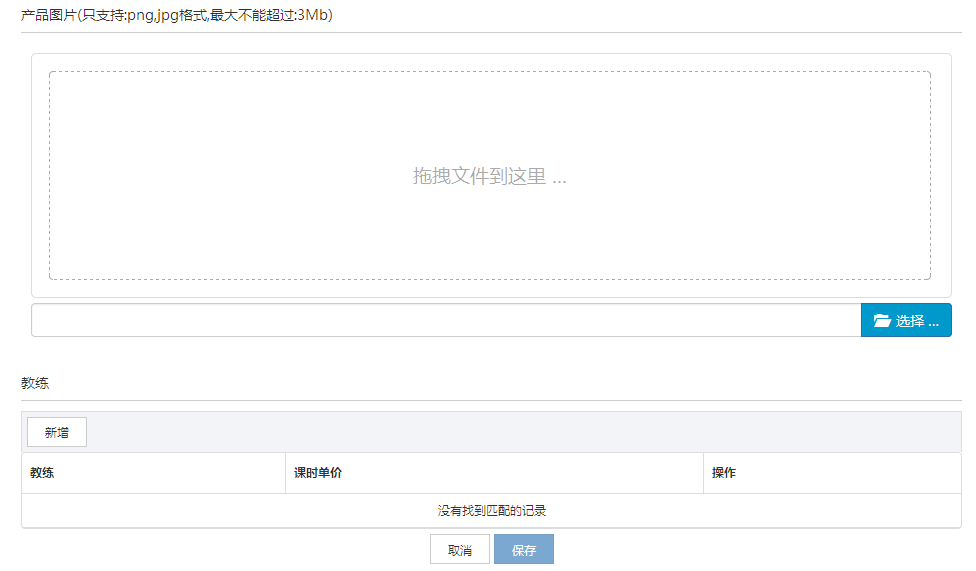 产品图片(只支持:png,jpg格式,最大不能超过:3Mb)
拖拽文件到这里 ...
选择 ...
教练
新增
教练 课时单价 操作
没有找到匹配的记录
取消 保存